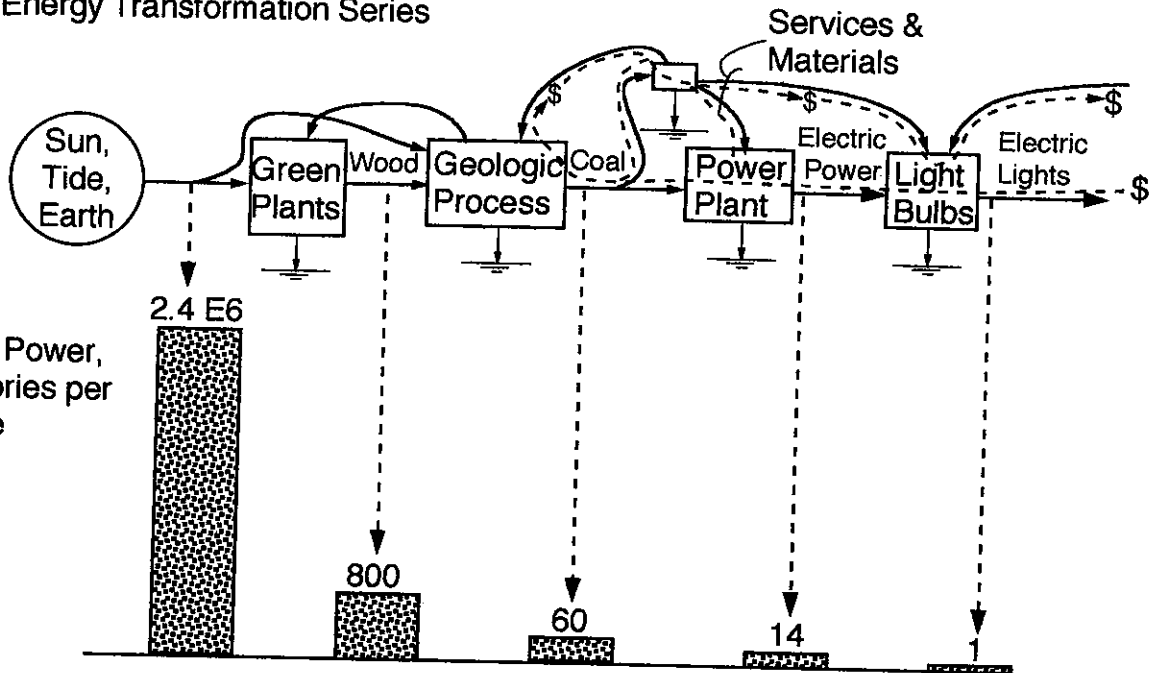 Energy Transformation Series
Services &
Materials
$
$
$
Sun,
Tide,
Earth
Green
Plants
Wood
Geologic
Process
Coal
Power
Plant
Electric
Power
Light
Bulbs
Electric
Lights
$
2.4 E6
Power,
ories per
e
800
60
14
1